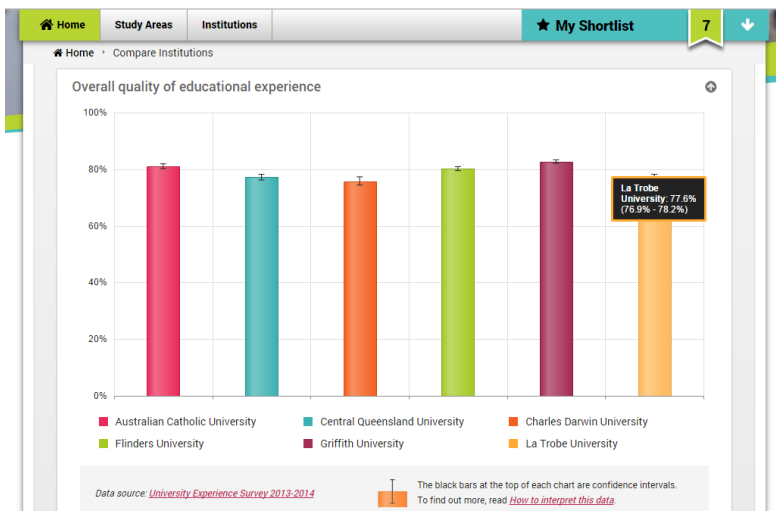 Home Study Areas Institutions My Shortlist 7
Home Compare Institutions
Overall quality of educational experience
100%
80%
60%
40%
20%
0%
La Trobe
University: 77.6%
(76.9% - 78.2%)
Australian Catholic University Central Queensland University Charles Darwin University
Flinders University Griffith University La Trobe University
Data source: University Experience Survey 2013-2014
The black bars at the top of each chart are confidence intervals.
To find out more, read How to interpret this data.